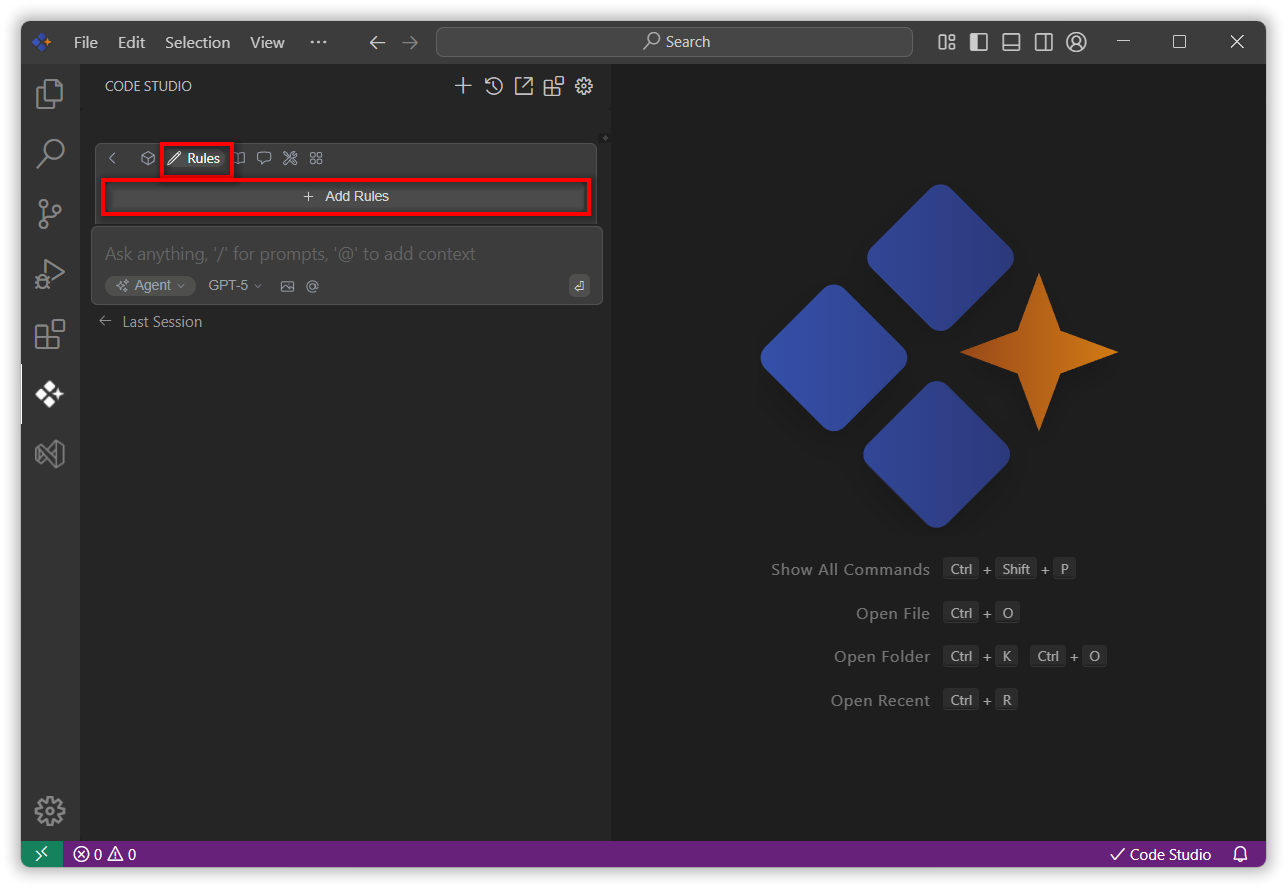 File Edit Selection View ··· Search
CODE STUDIO
Rules
+ Add Rules
Ask anything, '/' for prompts, '@' to add context
Agent GPT-5 @
Last Session
Show All Commands Ctrl + Shift + P
Open File Ctrl + O
Open Folder Ctrl + K Ctrl + O
Open Recent Ctrl + R
0 0 Code Studio